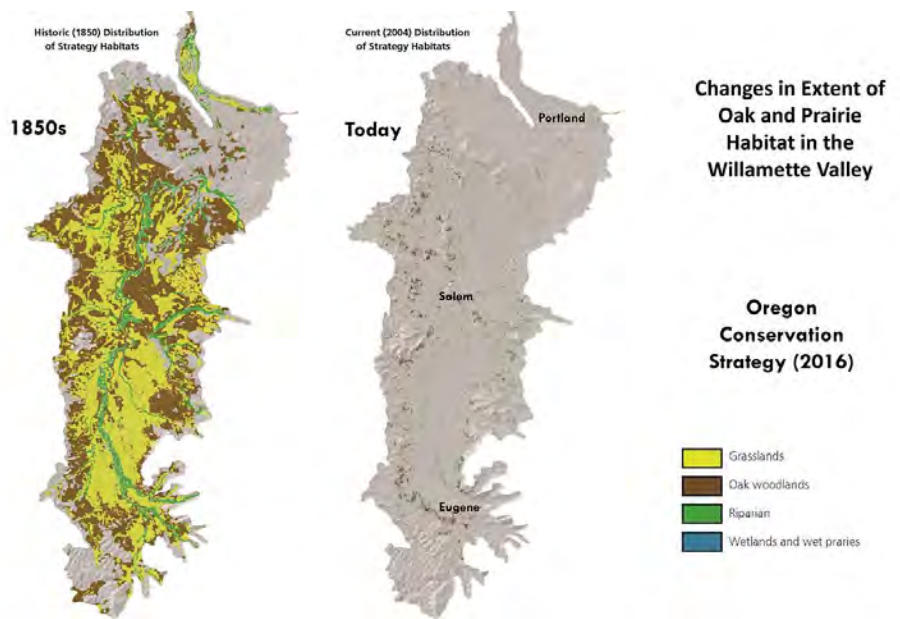 Historic (1850) Distribution
of Strategy Habitats
1850s
Current (2004) Distribution
of Strategy Habitats
Today
Portland
Salem
Eugene
Changes in Extent of
Oak and Prairie
Habitat in the
Willamette Valley
Oregon
Conservation
Strategy (2016)
Grasslands
Oak woodlands
Riparian
Wetlands and wet praries